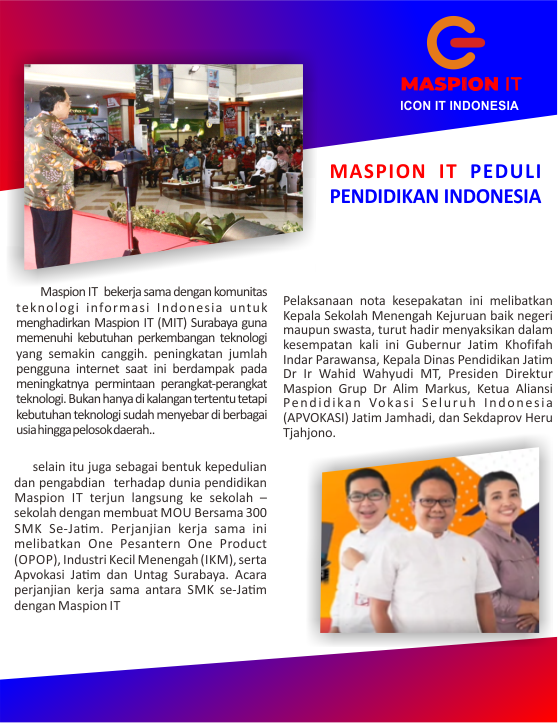 MASPION IT
ICON IT INDONESIA
MASPION IT PEDULI
PENDIDIKAN INDONESIA
Maspion IT bekerja sama dengan komunitas
teknologi informasi Indonesia untuk
menghadirkan Maspion IT (MIT) Surabaya guna
memenuhi kebutuhan perkembangan teknologi
yang semakin canggih. peningkatan jumlah
pengguna internet saat ini berdampak pada
meningkatnya permintaan perangkat-perangkat
teknologi. Bukan hanya di kalangan tertentu tetapi
kebutuhan teknologi sudah menyebar di berbagai
usia hingga pelosok daerah..
selain itu juga sebagai bentuk kepedulian
dan pengabdian terhadap dunia pendidikan
Maspion IT terjun langsung ke sekolah –
sekolah dengan membuat MOU Bersama 300
SMK Se-Jatim. Perjanjian kerja sama ini
melibatkan One Pesantern One Product
(OPOP), Industri Kecil Menengah (IKM), serta
Apvokasi Jatim dan Untag Surabaya. Acara
perjanjian kerja sama antara SMK se-Jatim
dengan Maspion IT
Pelaksanaan nota kesepakatan ini melibatkan
Kepala Sekolah Menengah Kejuruan baik negeri
maupun swasta, turut hadir menyaksikan dalam
kesempatan kali ini Gubernur Jatim Khofifah
Indar Parawansa, Kepala Dinas Pendidikan Jatim
Dr Ir Wahid Wahyudi MT, Presiden Direktur
Maspion Grup Dr Alim Markus, Ketua Aliansi
Pendidikan Vokasi Seluruh Indonesia
(APVOKASI) Jatim Jamhadi, dan Sekdaprov Heru
Tjahjono.